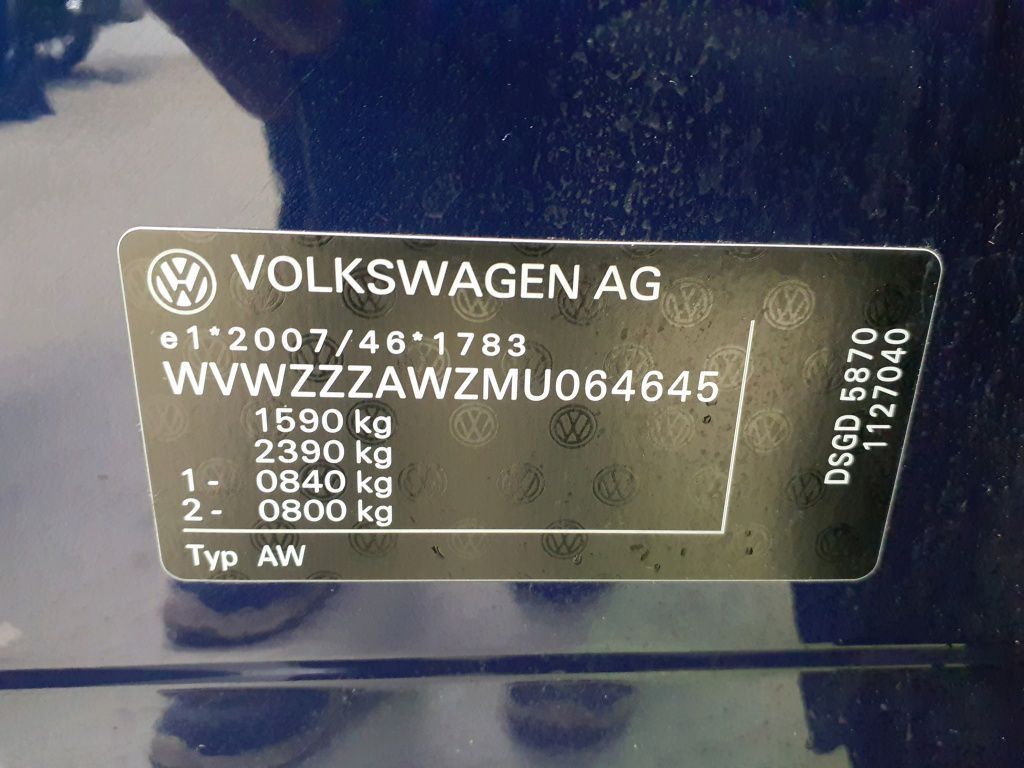 VOLKSWAGEN AG
e1*2007/46*1783
WVWZZZAWZMU064645
1590 kg
2390 kg
1- 0840 kg
2- 0800 kg
Typ AW
DSGD 5870
1127040